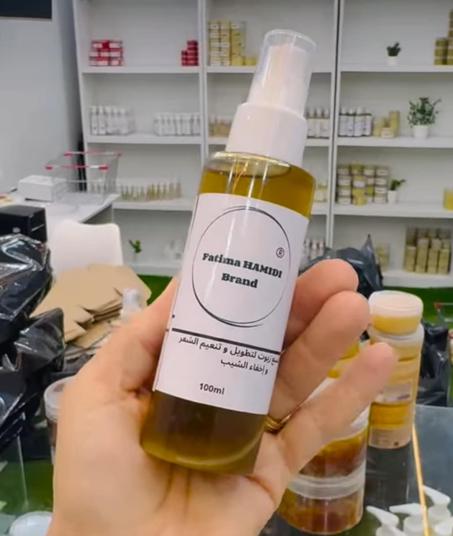 ®
Fatima HAMIDI
Brand
زيوت لتطويل و تنعيم الشعر
وإخفاء الشيب
100ml